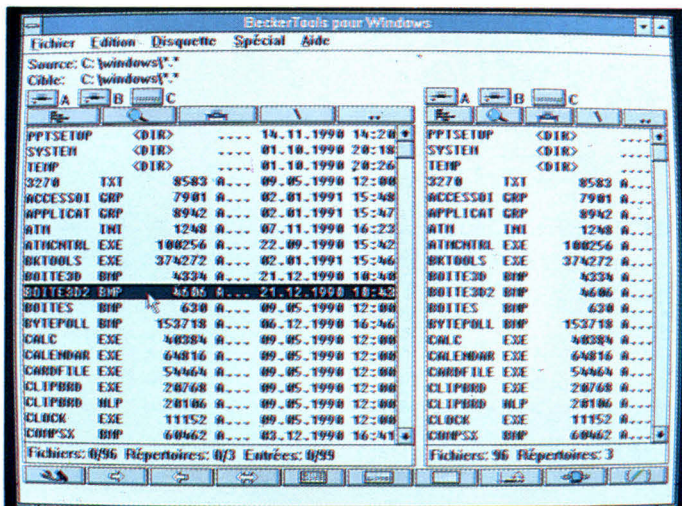 BeckerTools pour Windows
Fichier Edition Disquette Spécial Aide
Source: C: \windows\*.*
Cible: C: \windows\*.*
A B C
\ ..
PPTSETUP <DIR> .... 14.11.1990 14:20
SYSTEM <DIR> .... 01.10.1990 20:18
TEMP <DIR> .... 01.10.1990 20:26
3270 TXT 8583 A... 09.05.1990 12:00
ACCESSOI GRP 7901 A... 02.01.1991 15:48
APPLICAT GRP 8942 A... 02.01.1991 15:47
ATM INI 1248 A... 07.11.1990 16:23
ATMCNTRL EXE 100256 A... 22.09.1990 15:42
BKTOOLS EXE 374272 A... 02.01.1991 15:46
BOITE3D BMP 4334 A... 21.12.1990 10:40
BOITE3D2 BMP 4606 A... 21.12.1990 10:43
BOITES BMP 630 A... 09.05.1990 12:00
BYTEPULL BMP 153718 A... 06.12.1990 16:46
CALC EXE 40384 A... 09.05.1990 12:00
CALENDAR EXE 64816 A... 09.05.1990 12:00
CARDFILE EXE 54464 A... 09.05.1990 12:00
CLIPBRD EXE 20768 A... 09.05.1990 12:00
CLIPBRD HLP 20106 A... 09.05.1990 12:00
CLOCK EXE 11152 A... 09.05.1990 12:00
COMPSX BMP 60462 A... 03.12.1990 16:41
Fichiers: 0/96 Répertoires: 0/3 Entrées: 0/99
A B C
\ ..
PPTSETUP <DIR> ....
SYSTEM <DIR> ....
TEMP <DIR> ....
3270 TXT 8583 A...
ACCESSOI GRP 7901 A...
APPLICAT GRP 8942 A...
ATM INI 1248 A...
ATMCNTRL EXE 100256 A...
BKTOOLS EXE 374272 A...
BOITE3D BMP 4334 A...
BOITE3D2 BMP 4606 A...
BOITES BMP 630 A...
BYTEPULL BMP 153718 A...
CALC EXE 40384 A...
CALENDAR EXE 64816 A...
CARDFILE EXE 54464 A...
CLIPBRD EXE 20768 A...
CLIPBRD HLP 20106 A...
CLOCK EXE 11152 A...
COMPSX BMP 60462 A...
Fichiers: 96 Répertoires: 3